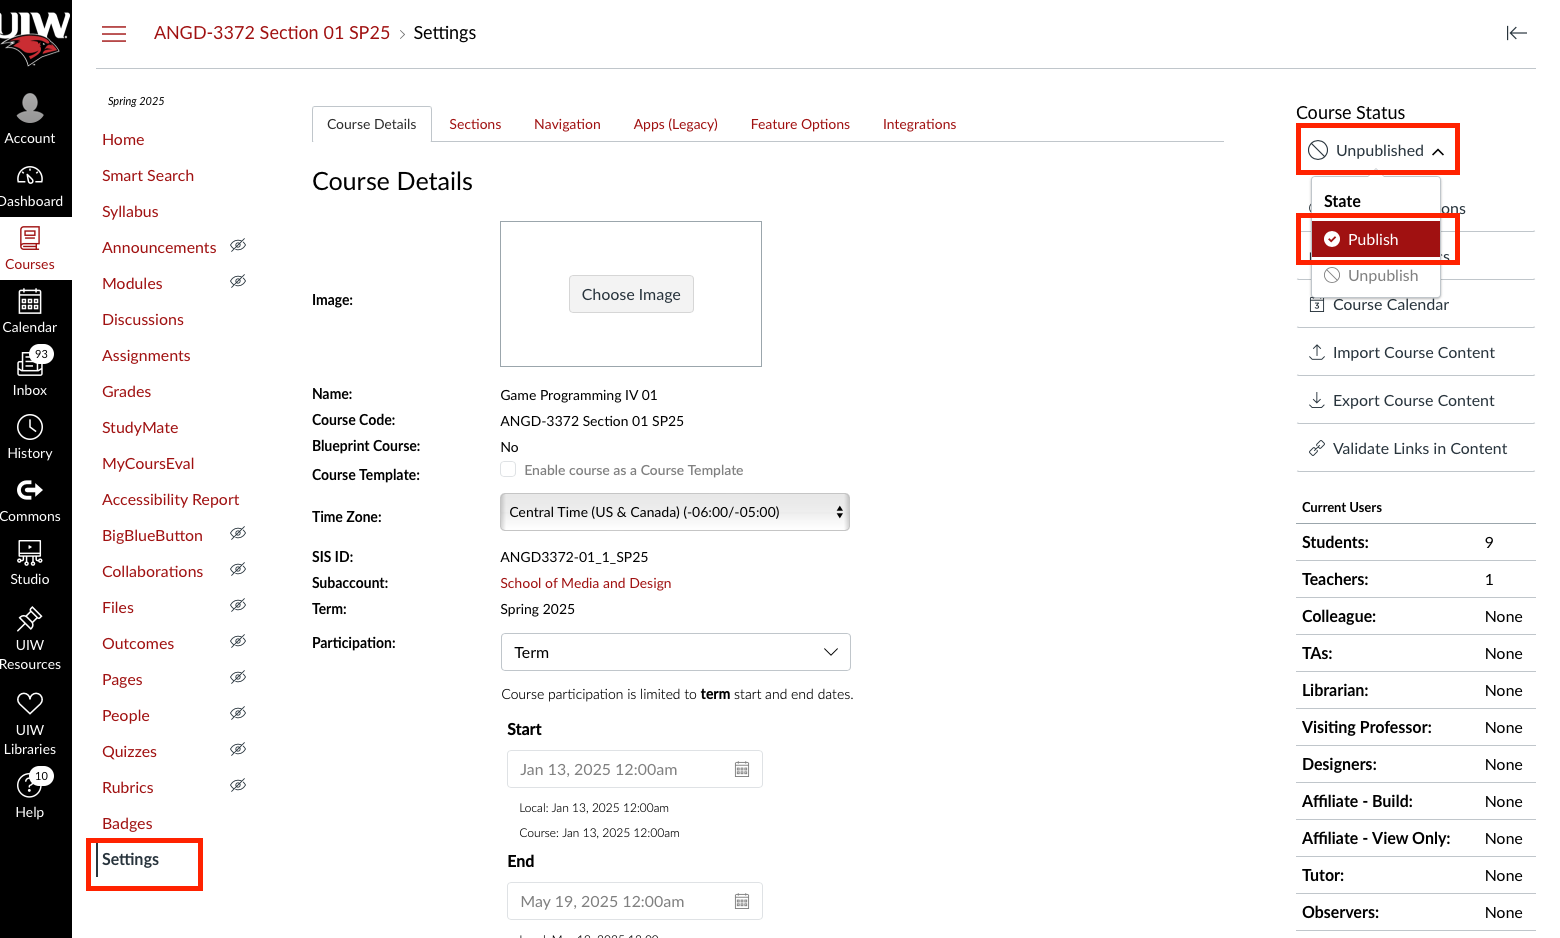 UIW
ANGD-3372 Section 01 SP25 › Settings
Account
Dashboard
Courses
Calendar
93
Inbox
History
Commons
Studio
UIW
Resources
UIW
Libraries
10
Help
Spring 2025
Home
Smart Search
Syllabus
Announcements
Modules
Discussions
Assignments
Grades
StudyMate
MyCoursEval
Accessibility Report
BigBlueButton
Collaborations
Files
Outcomes
Pages
People
Quizzes
Rubrics
Badges
Settings
Course Details Sections Navigation Apps (Legacy) Feature Options Integrations
Course Details
Image: Choose Image
Name: Game Programming IV 01
Course Code: ANGD-3372 Section 01 SP25
Blueprint Course: No
Course Template: Enable course as a Course Template
Time Zone: Central Time (US & Canada) (-06:00/-05:00)
SIS ID: ANGD3372-01_1_SP25
Subaccount: School of Media and Design
Term: Spring 2025
Participation: Term
Course participation is limited to term start and end dates.
Start
Jan 13, 2025 12:00am
Local: Jan 13, 2025 12:00am
Course: Jan 13, 2025 12:00am
End
May 19, 2025 12:00am
Course Status
Unpublished
State
ons
Publish
s
Unpublish
3 Course Calendar
Import Course Content
Export Course Content
Validate Links in Content
Current Users
Students: 9
Teachers: 1
Colleague: None
TAs: None
Librarian: None
Visiting Professor: None
Designers: None
Affiliate - Build: None
Affiliate - View Only: None
Tutor: None
Observers: None